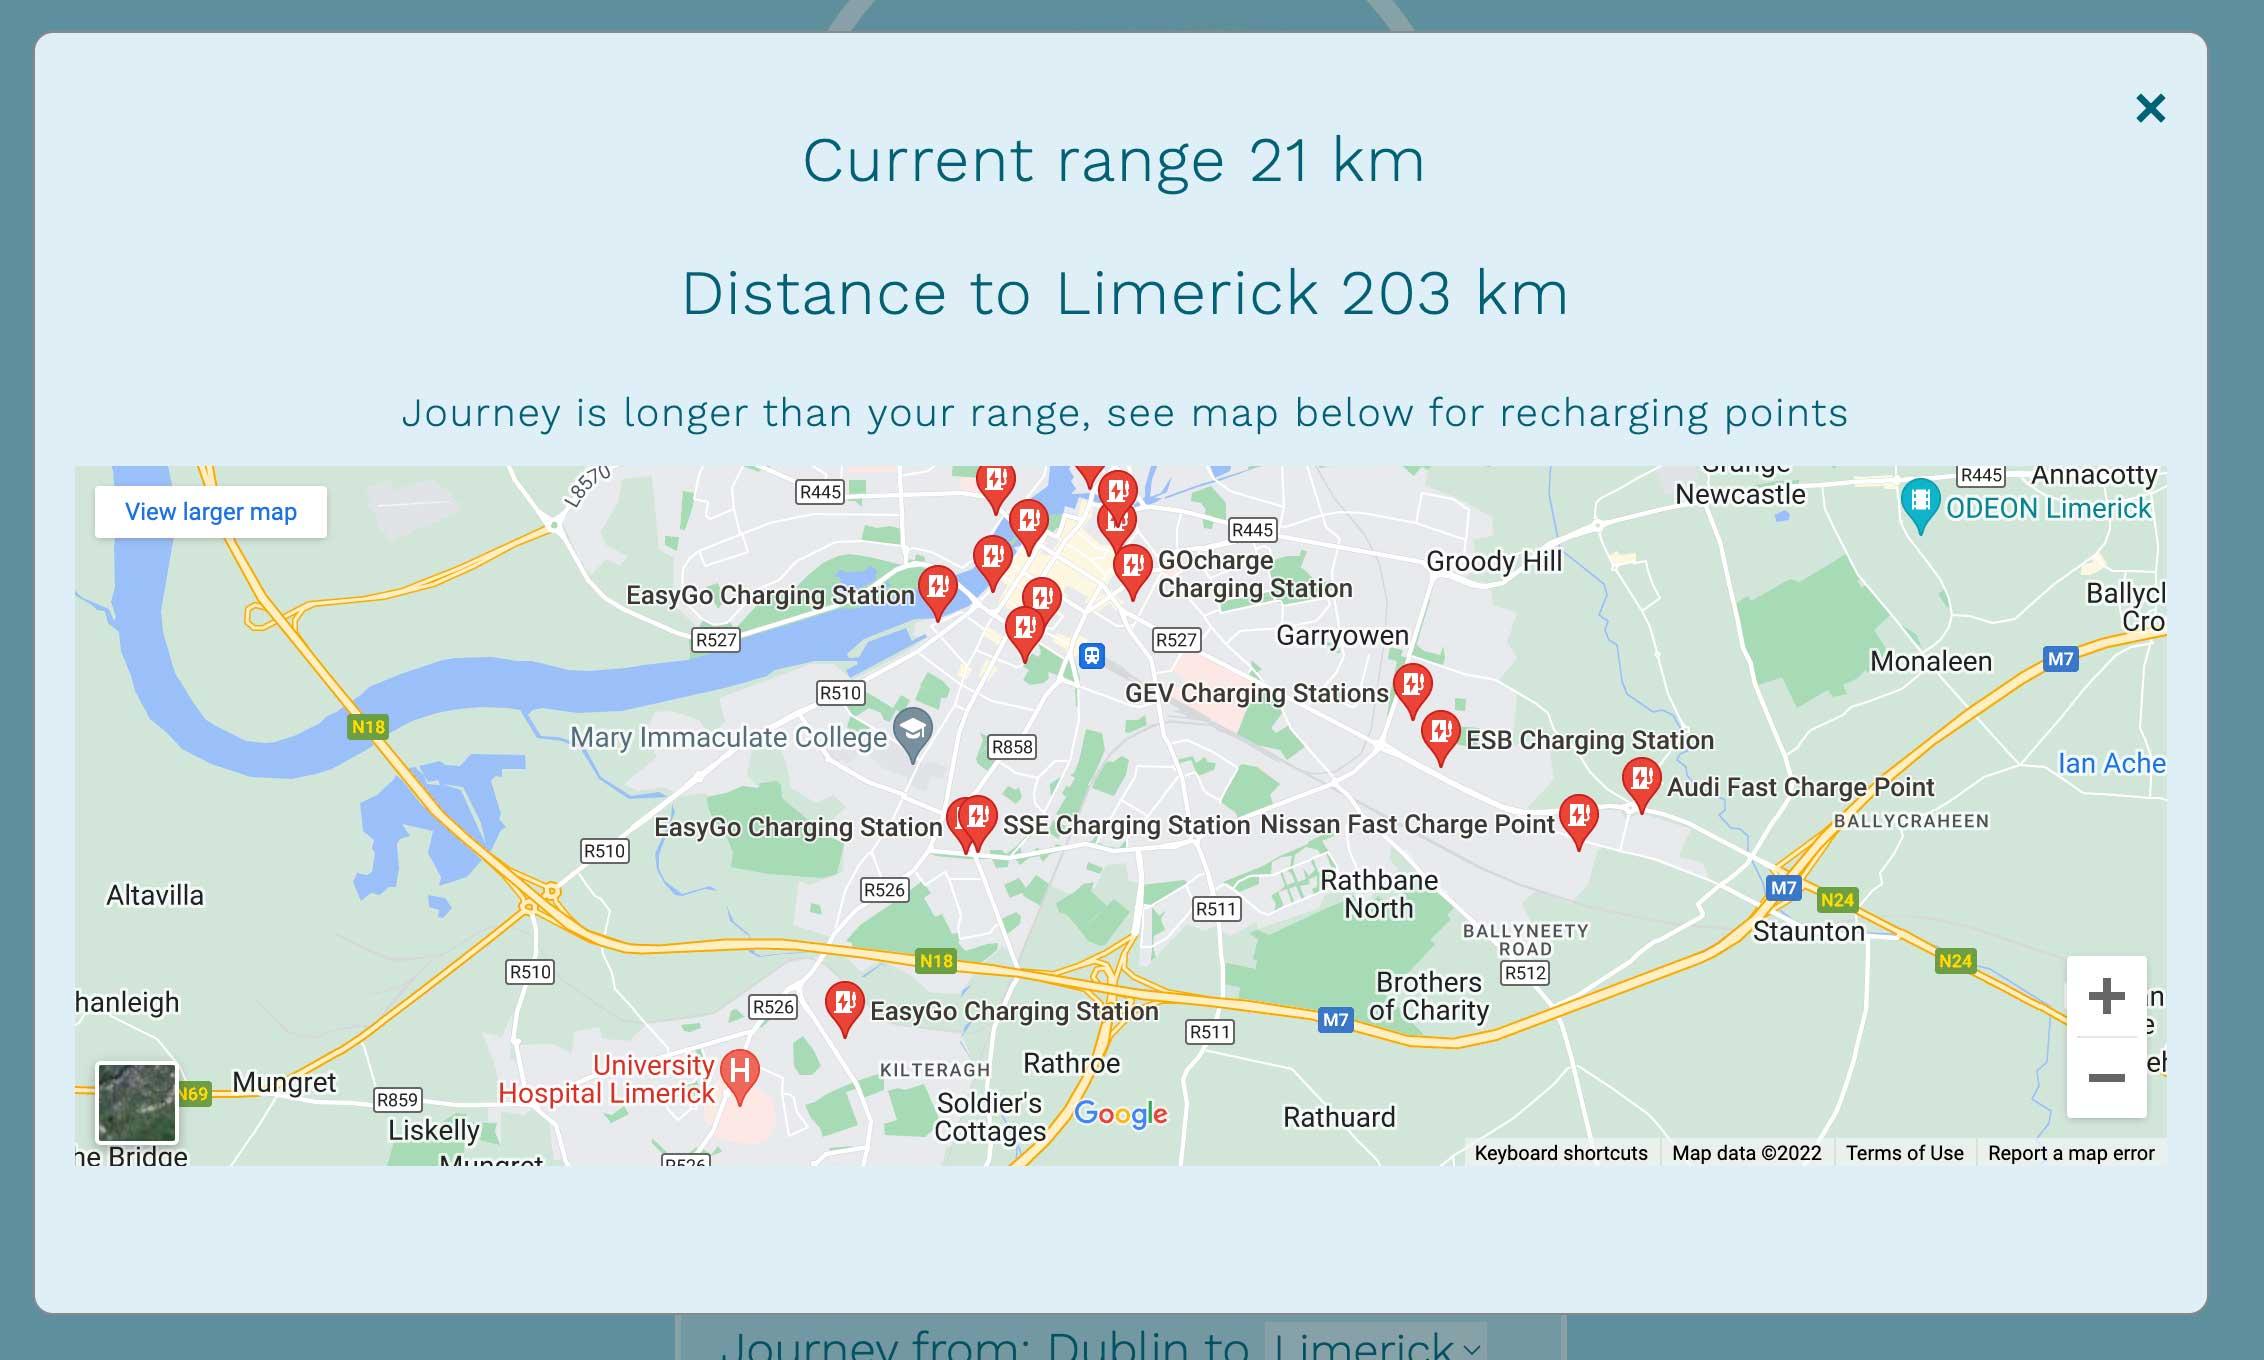 Current range 21 km
Distance to Limerick 203 km
Journey is longer than your range, see map below for recharging points
View larger map
L8570
R445
R445
Annacotty
Newcastle
ODEON Limerick
R445
Groody Hill
GOcharge
Charging Station
EasyGo Charging Station
Ballycl
Cro
R527
R527
Garryowen
Monaleen
M7
R510
GEV Charging Stations
N18
Mary Immaculate College
R858
ESB Charging Station
Ian Ache
Audi Fast Charge Point
EasyGo Charging Station
SSE Charging Station
Nissan Fast Charge Point
BALLYCRAHEEN
R510
Altavilla
R526
Rathbane
North
R511
M7
N24
BALLYNEETY
ROAD
Staunton
N18
N24
R510
R512
hanleigh
R526
EasyGo Charging Station
Brothers
of Charity
M7
R511
University
Hospital Limerick
KILTERAGH
Rathroe
N69
Mungret
R859
Soldier's
Cottages
Google
Rathuard
Liskelly
he Bridge
Mungret
R526
Keyboard shortcuts
Map data ©2022
Terms of Use
Report a map error
Journey from: Dublin to Limerick